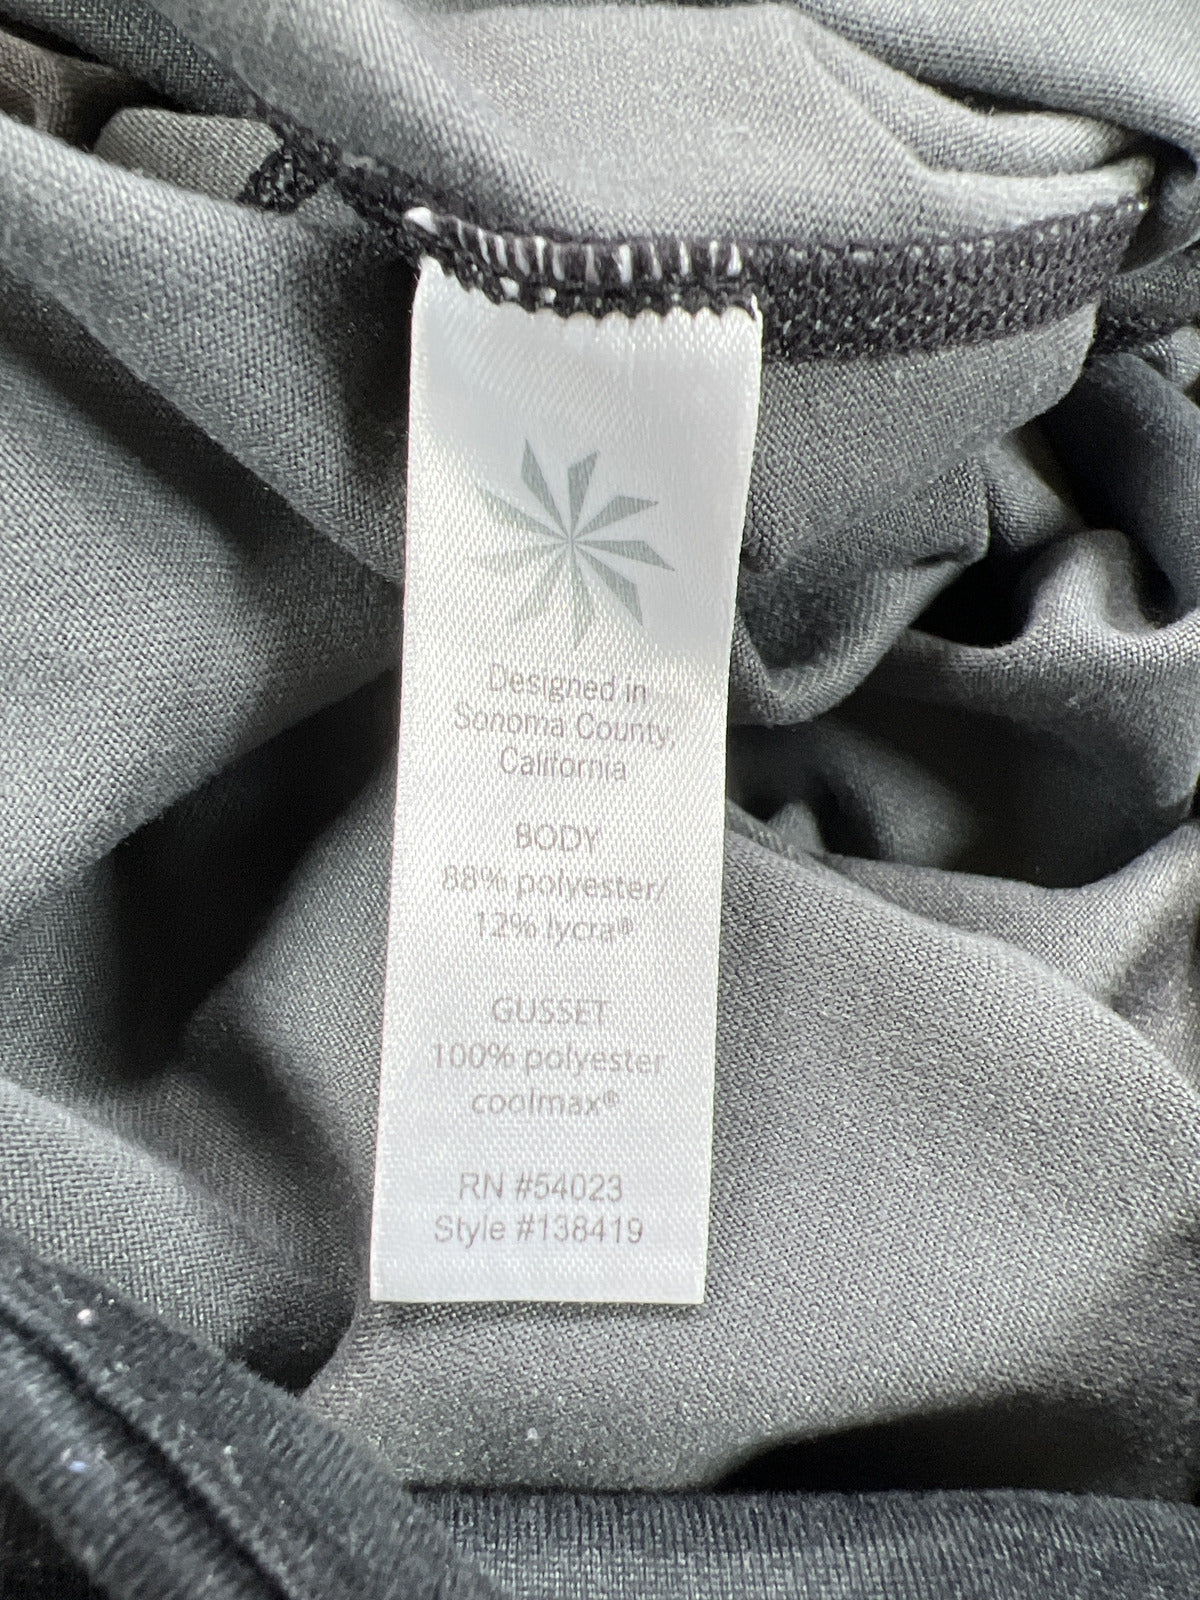 Designed in
Sonoma County,
California
BODY
88% polyester/
12% lycra®
GUSSET
100% polyester
coolmax®
RN #54023
Style #138419